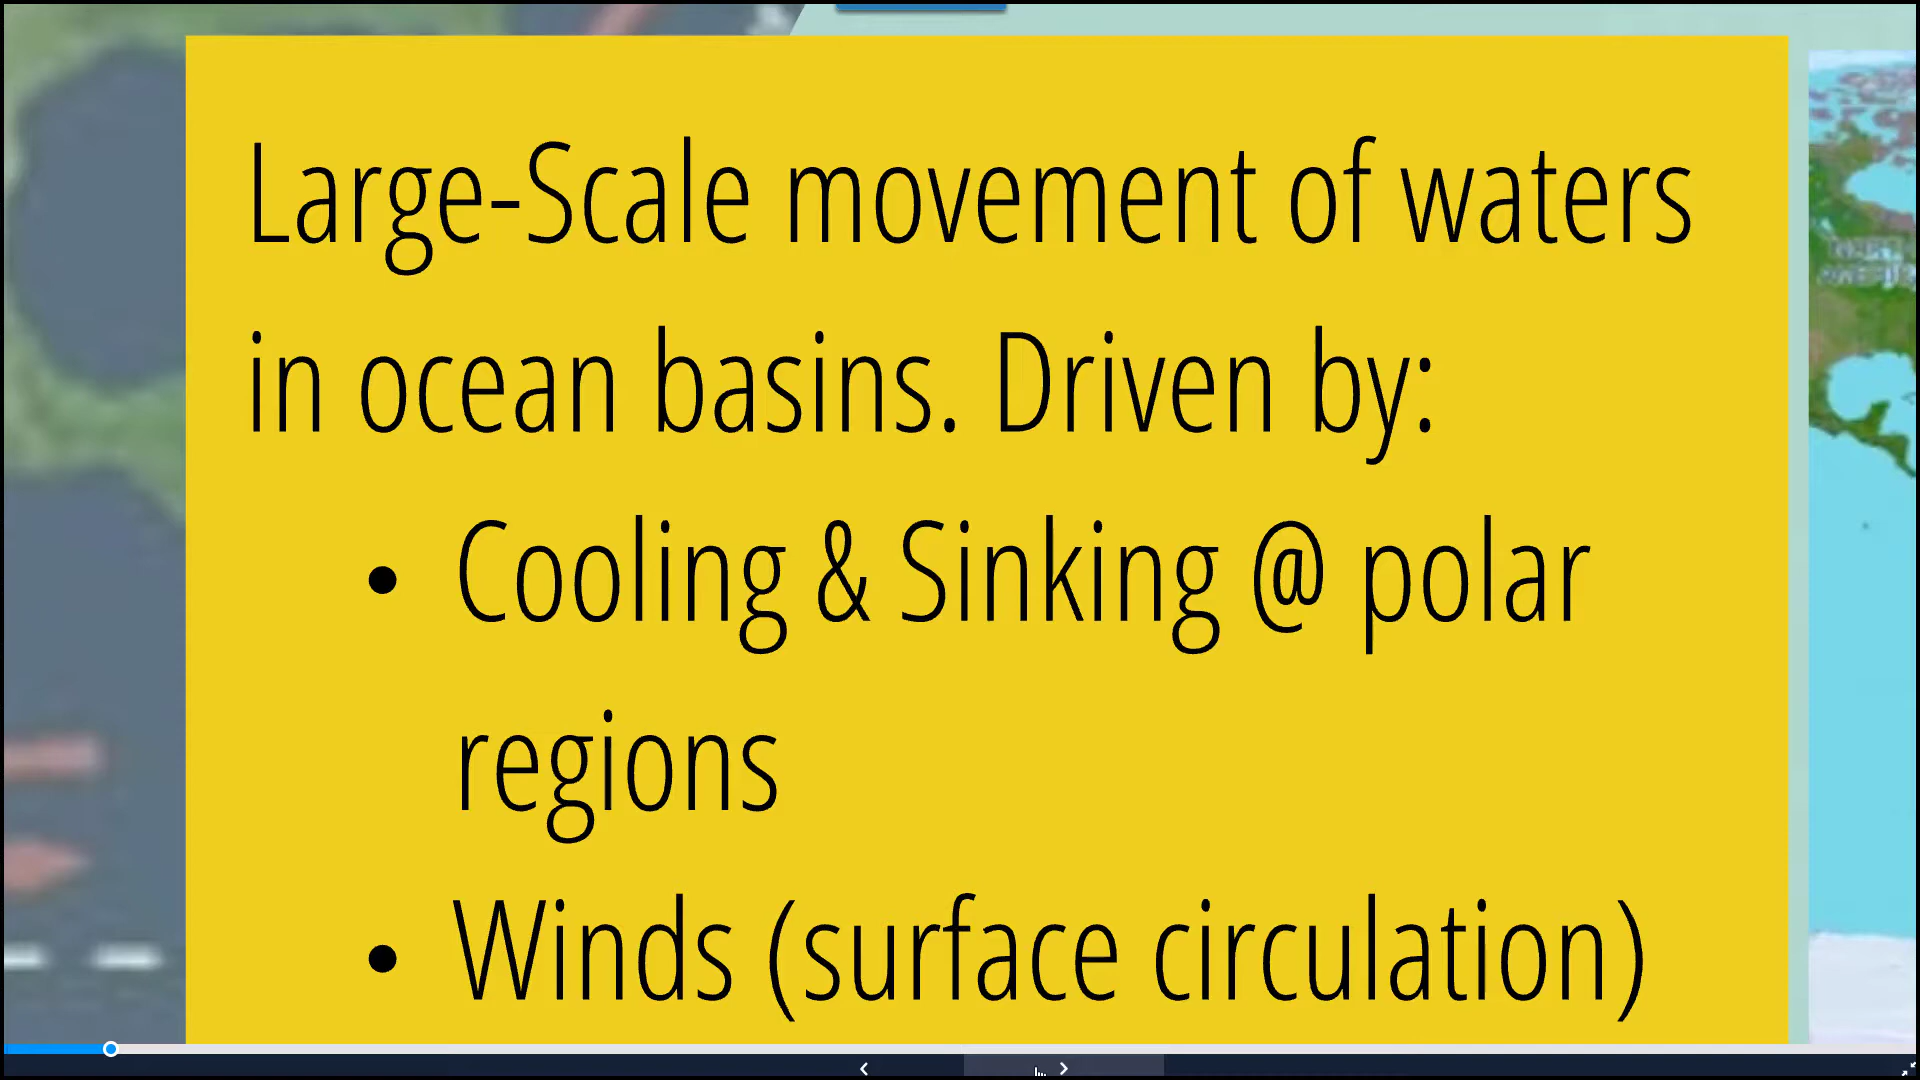 Large-Scale movement of waters
in ocean basins. Driven by:
• Cooling & Sinking @ polar
regions
• Winds (surface circulation)